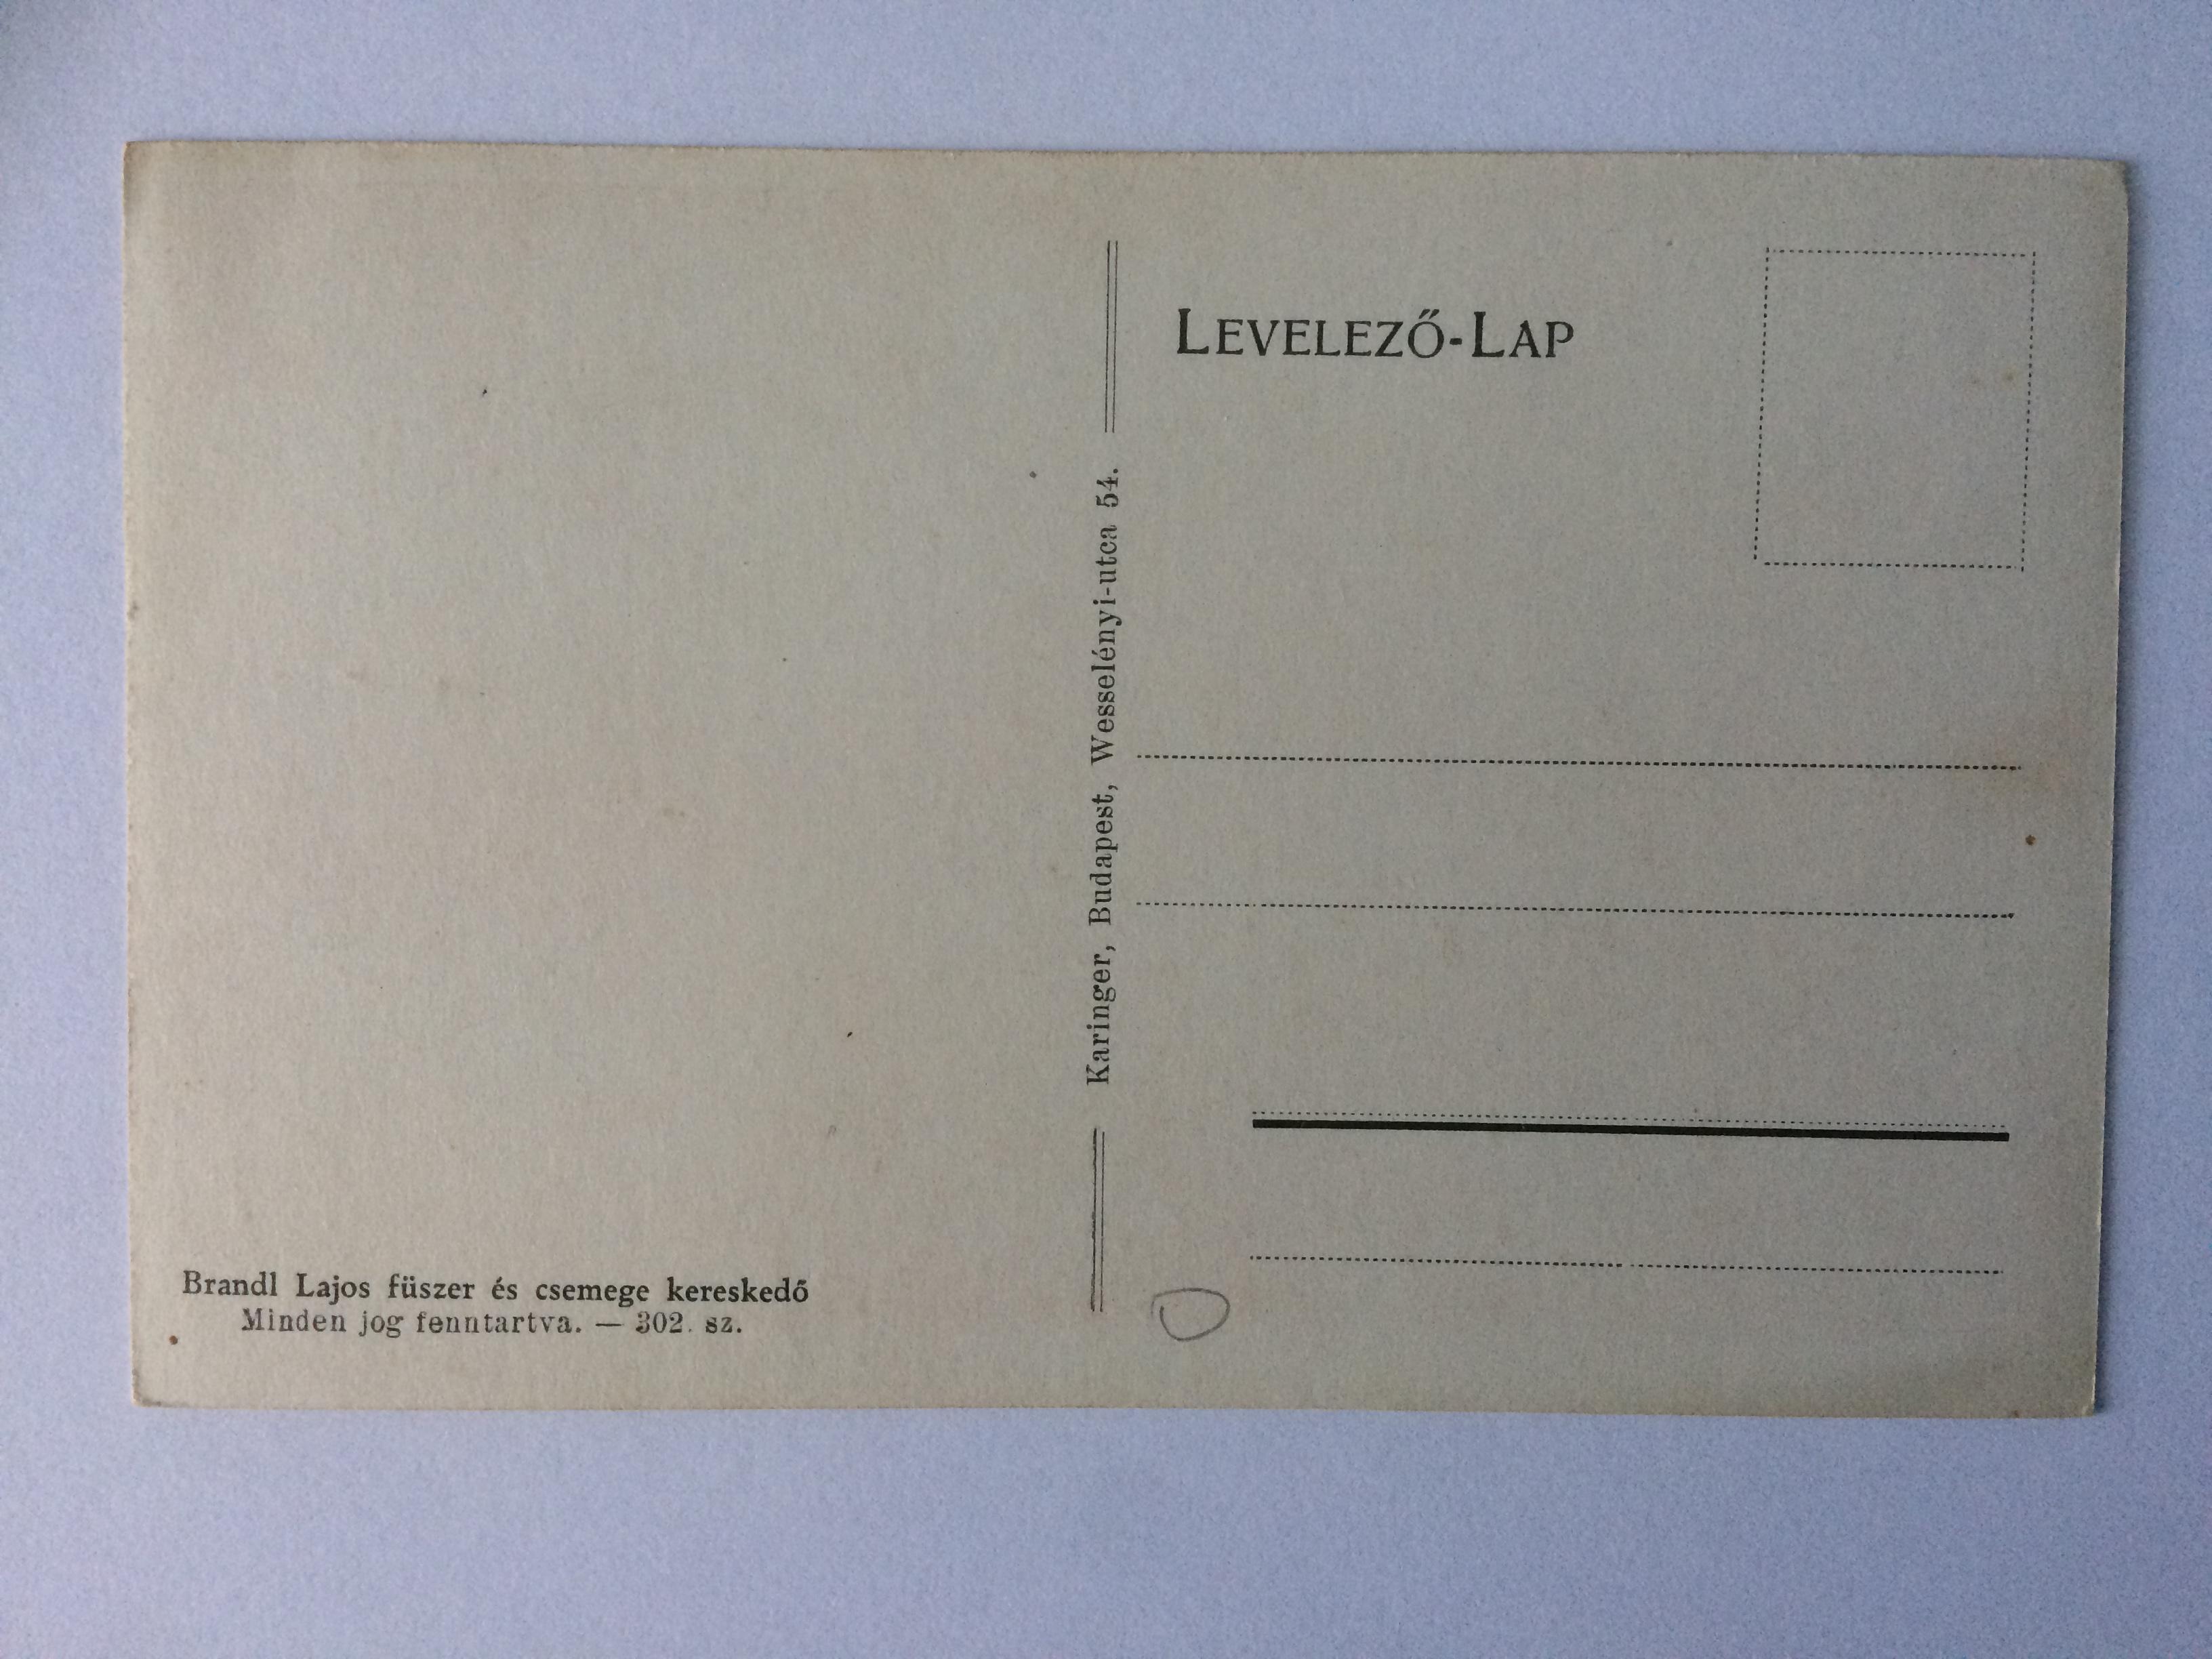 LEVELEZŐ-LAP
Karinger, Budapest, Wesselényi-utca 54.
Brandl Lajos füszer és csemege kereskedő
Minden jog fenntartva. — 302. sz.